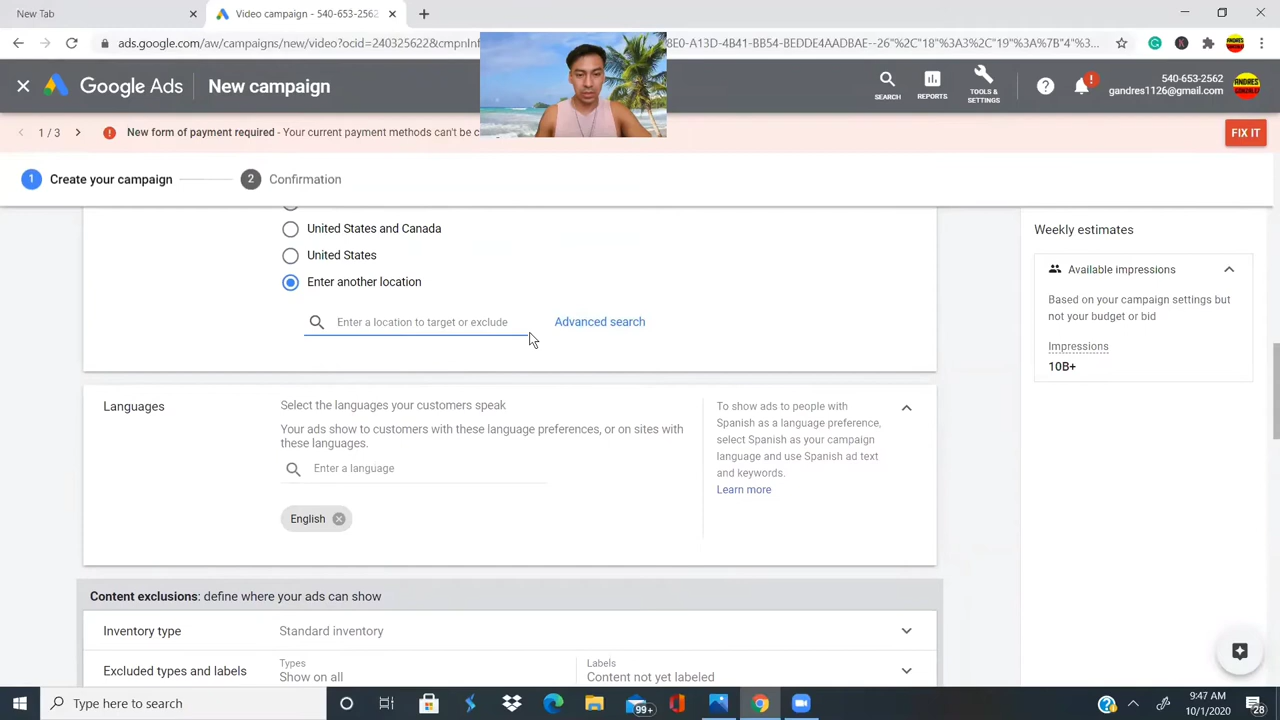 New Tab
Video campaign - 540-653-2562
ads.google.com/aw/campaigns/new/video?ocid=240325622&cmpnInf
8E0-A13D-4B41-BB54-BEDDE4AADBAE--26"%2C"18"%3A3%2C"19"%3A%7B"4"%3...
Google Ads
New campaign
SEARCH
REPORTS
TOOLS &
SETTINGS
540-653-2562
gandres1126@gmail.com
1 / 3
New form of payment required - Your current payment methods can't be c
FIX IT
1 Create your campaign
2 Confirmation
United States and Canada
United States
Enter another location
Enter a location to target or exclude
Advanced search
Languages
Select the languages your customers speak
Your ads show to customers with these language preferences, or on sites with
these languages.
Enter a language
English
To show ads to people with
Spanish as a language preference,
select Spanish as your campaign
language and use Spanish ad text
and keywords.
Learn more
Content exclusions: define where your ads can show
Inventory type
Standard inventory
Excluded types and labels
Types
Show on all
Labels
Content not yet labeled
Weekly estimates
Available impressions
Based on your campaign settings but
not your budget or bid
Impressions
10B+
Type here to search
99+
9:47 AM
10/1/2020
28